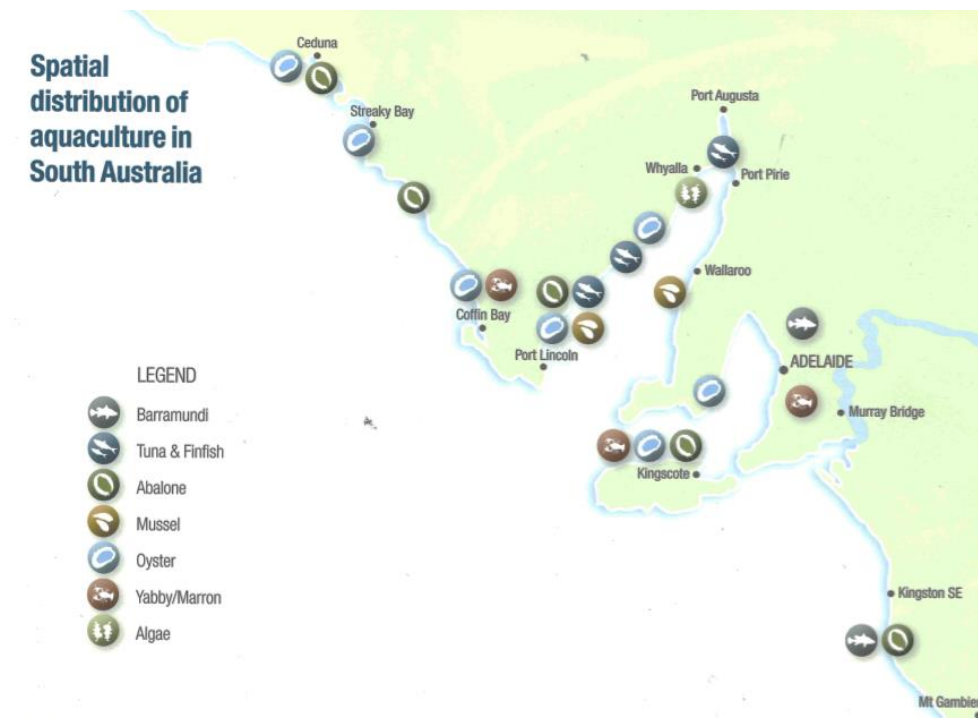 Spatial
distribution of
aquaculture in
South Australia
Ceduna
Streaky Bay
Port Augusta
Whyalla
Port Pirie
Wallaroo
Coffin Bay
Port Lincoln
ADELAIDE
Murray Bridge
Kingscote
Kingston SE
Mt Gambie
LEGEND
Barramundi
Tuna & Finfish
Abalone
Mussel
Oyster
Yabby/Marron
Algae